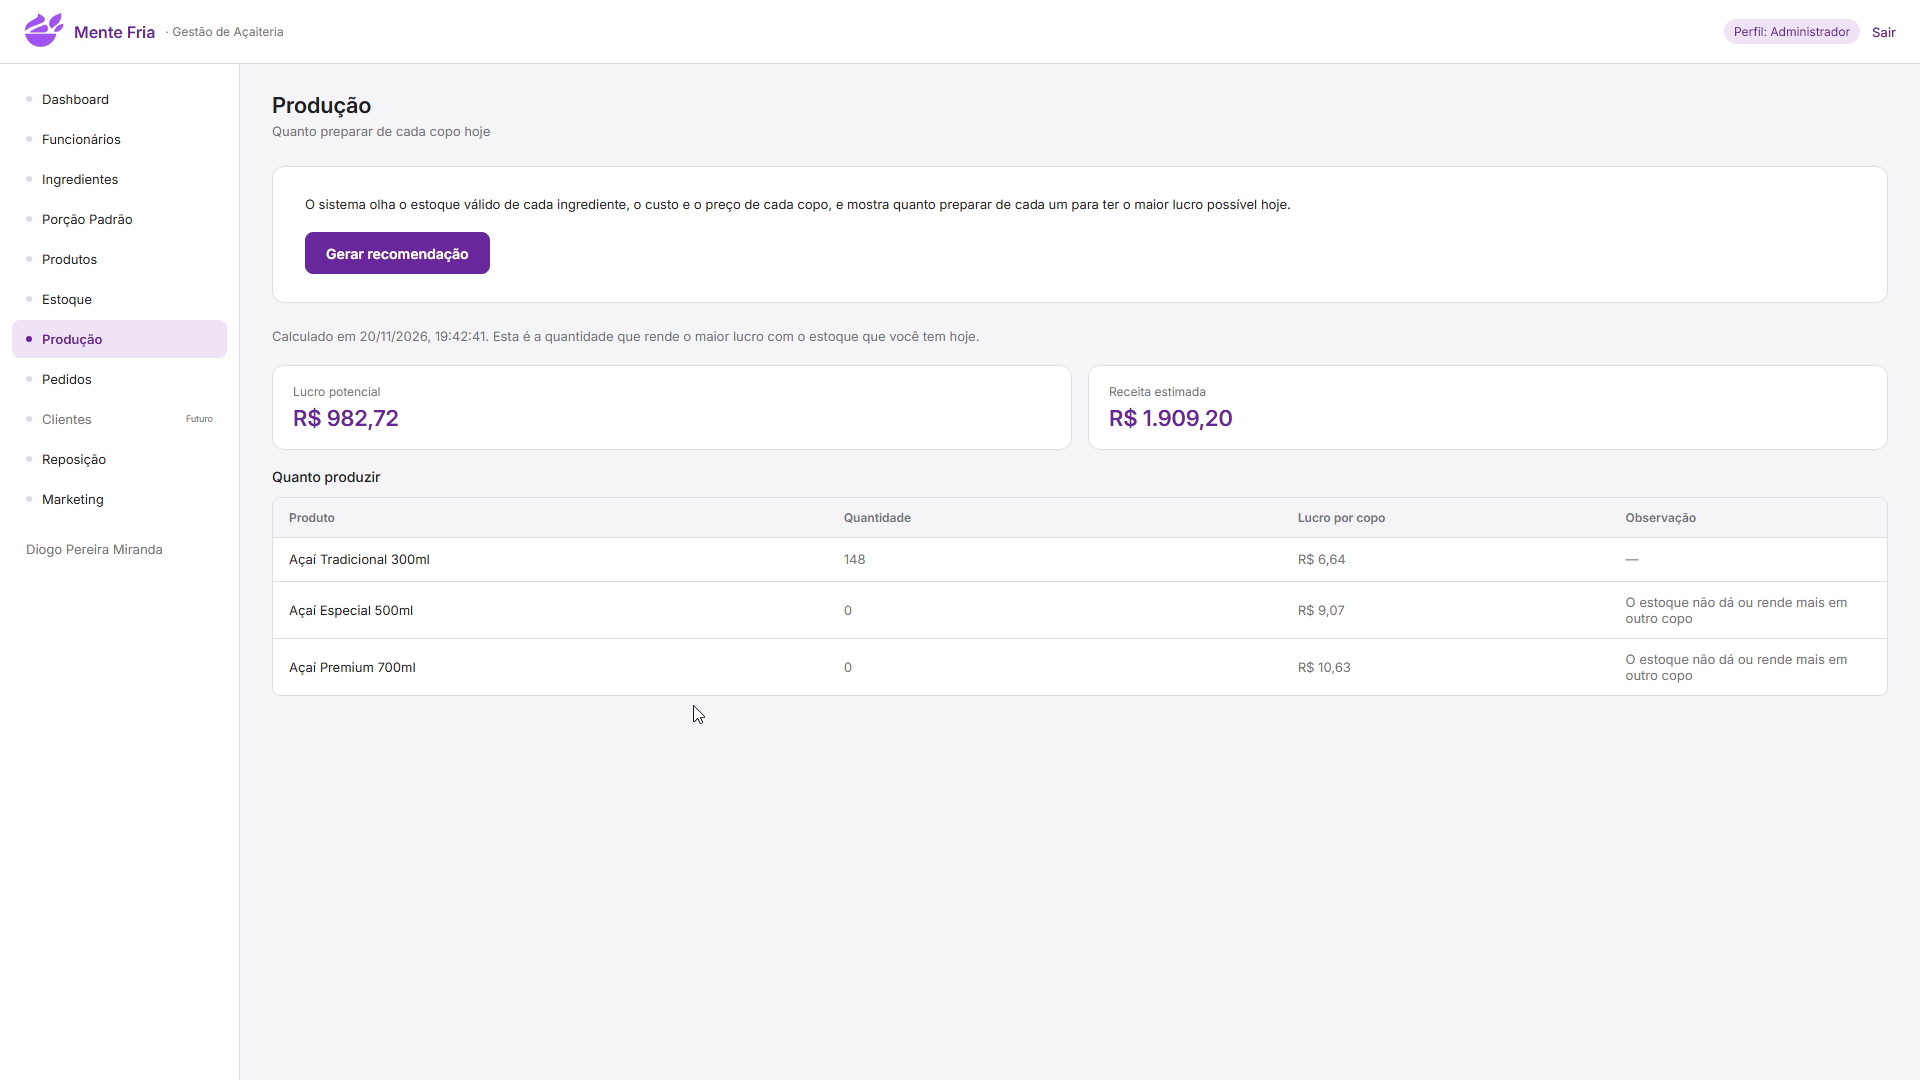 Mente Fria · Gestão de Açaiteria
Perfil: Administrador
Sair
Dashboard
Funcionários
Ingredientes
Porção Padrão
Produtos
Estoque
Produção
Pedidos
Clientes Futuro
Reposição
Marketing
Diogo Pereira Miranda
Produção
Quanto preparar de cada copo hoje
O sistema olha o estoque válido de cada ingrediente, o custo e o preço de cada copo, e mostra quanto preparar de cada um para ter o maior lucro possível hoje.
Gerar recomendação
Calculado em 20/11/2026, 19:42:41. Esta é a quantidade que rende o maior lucro com o estoque que você tem hoje.
Lucro potencial
R$ 982,72
Receita estimada
R$ 1.909,20
Quanto produzir
Produto Quantidade Lucro por copo Observação
Açaí Tradicional 300ml 148 R$ 6,64 —
Açaí Especial 500ml 0 R$ 9,07 O estoque não dá ou rende mais em
outro copo
Açaí Premium 700ml 0 R$ 10,63 O estoque não dá ou rende mais em
outro copo